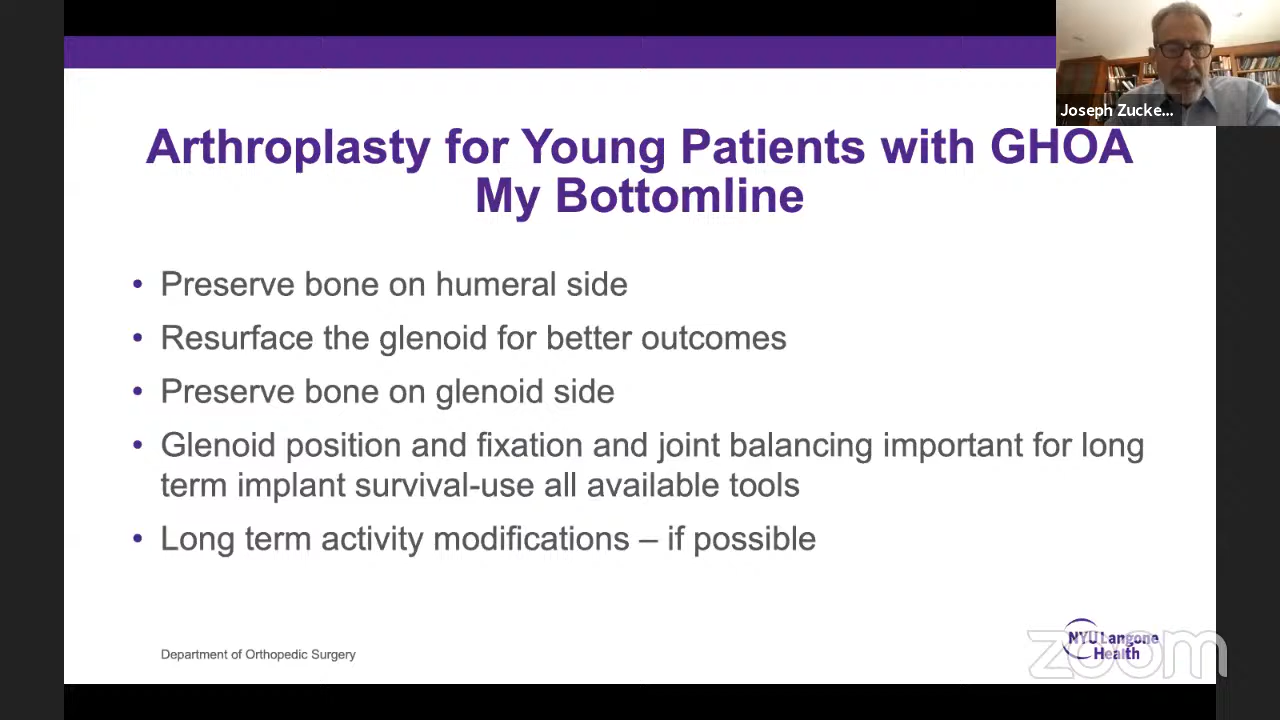 Joseph Zucke...
Arthroplasty for Young Patients with GHOA
My Bottomline
• Preserve bone on humeral side
• Resurface the glenoid for better outcomes
• Preserve bone on glenoid side
• Glenoid position and fixation and joint balancing important for long
term implant survival-use all available tools
• Long term activity modifications – if possible
Department of Orthopedic Surgery
NYU Langone
Health
zoom